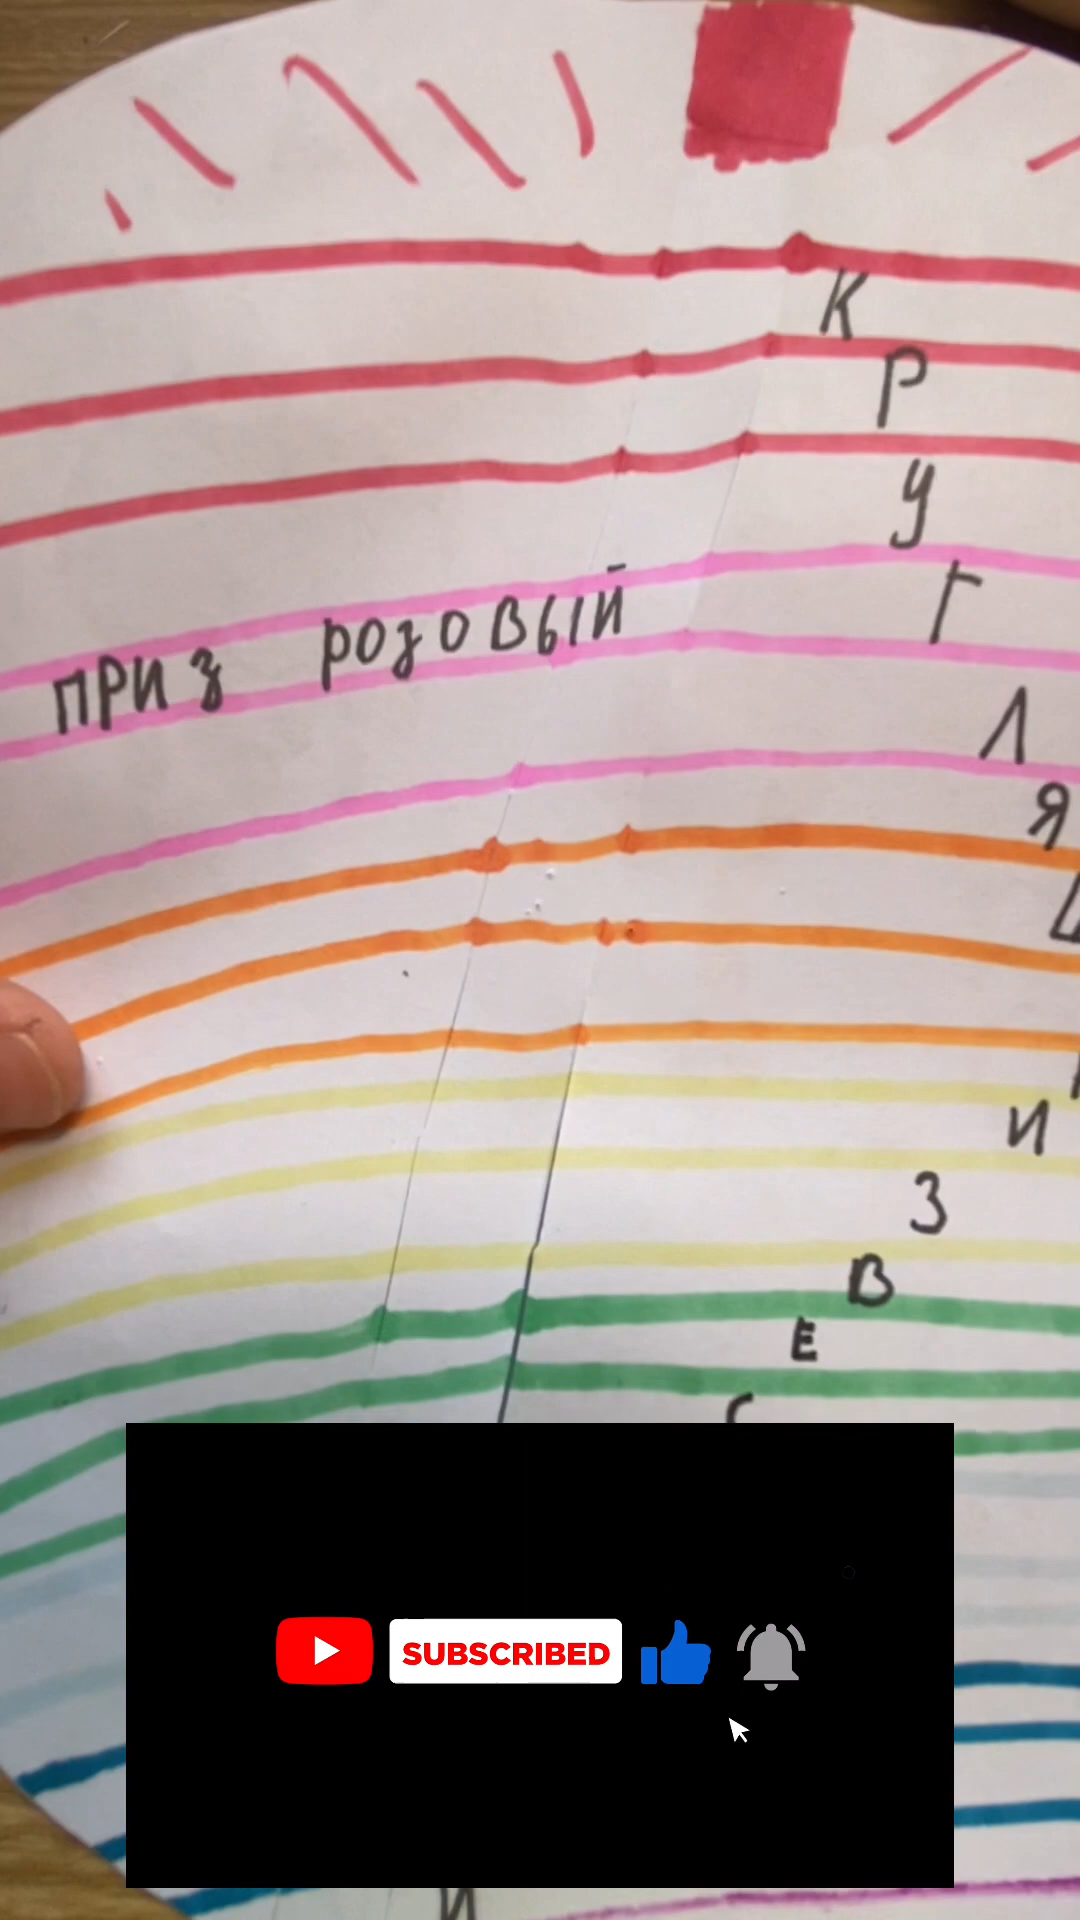 К
Р
У
Г
ПРИЗ РОЗОВЫЙ
Л
Я
И
З
В
Е
С
SUBSCRIBED
И